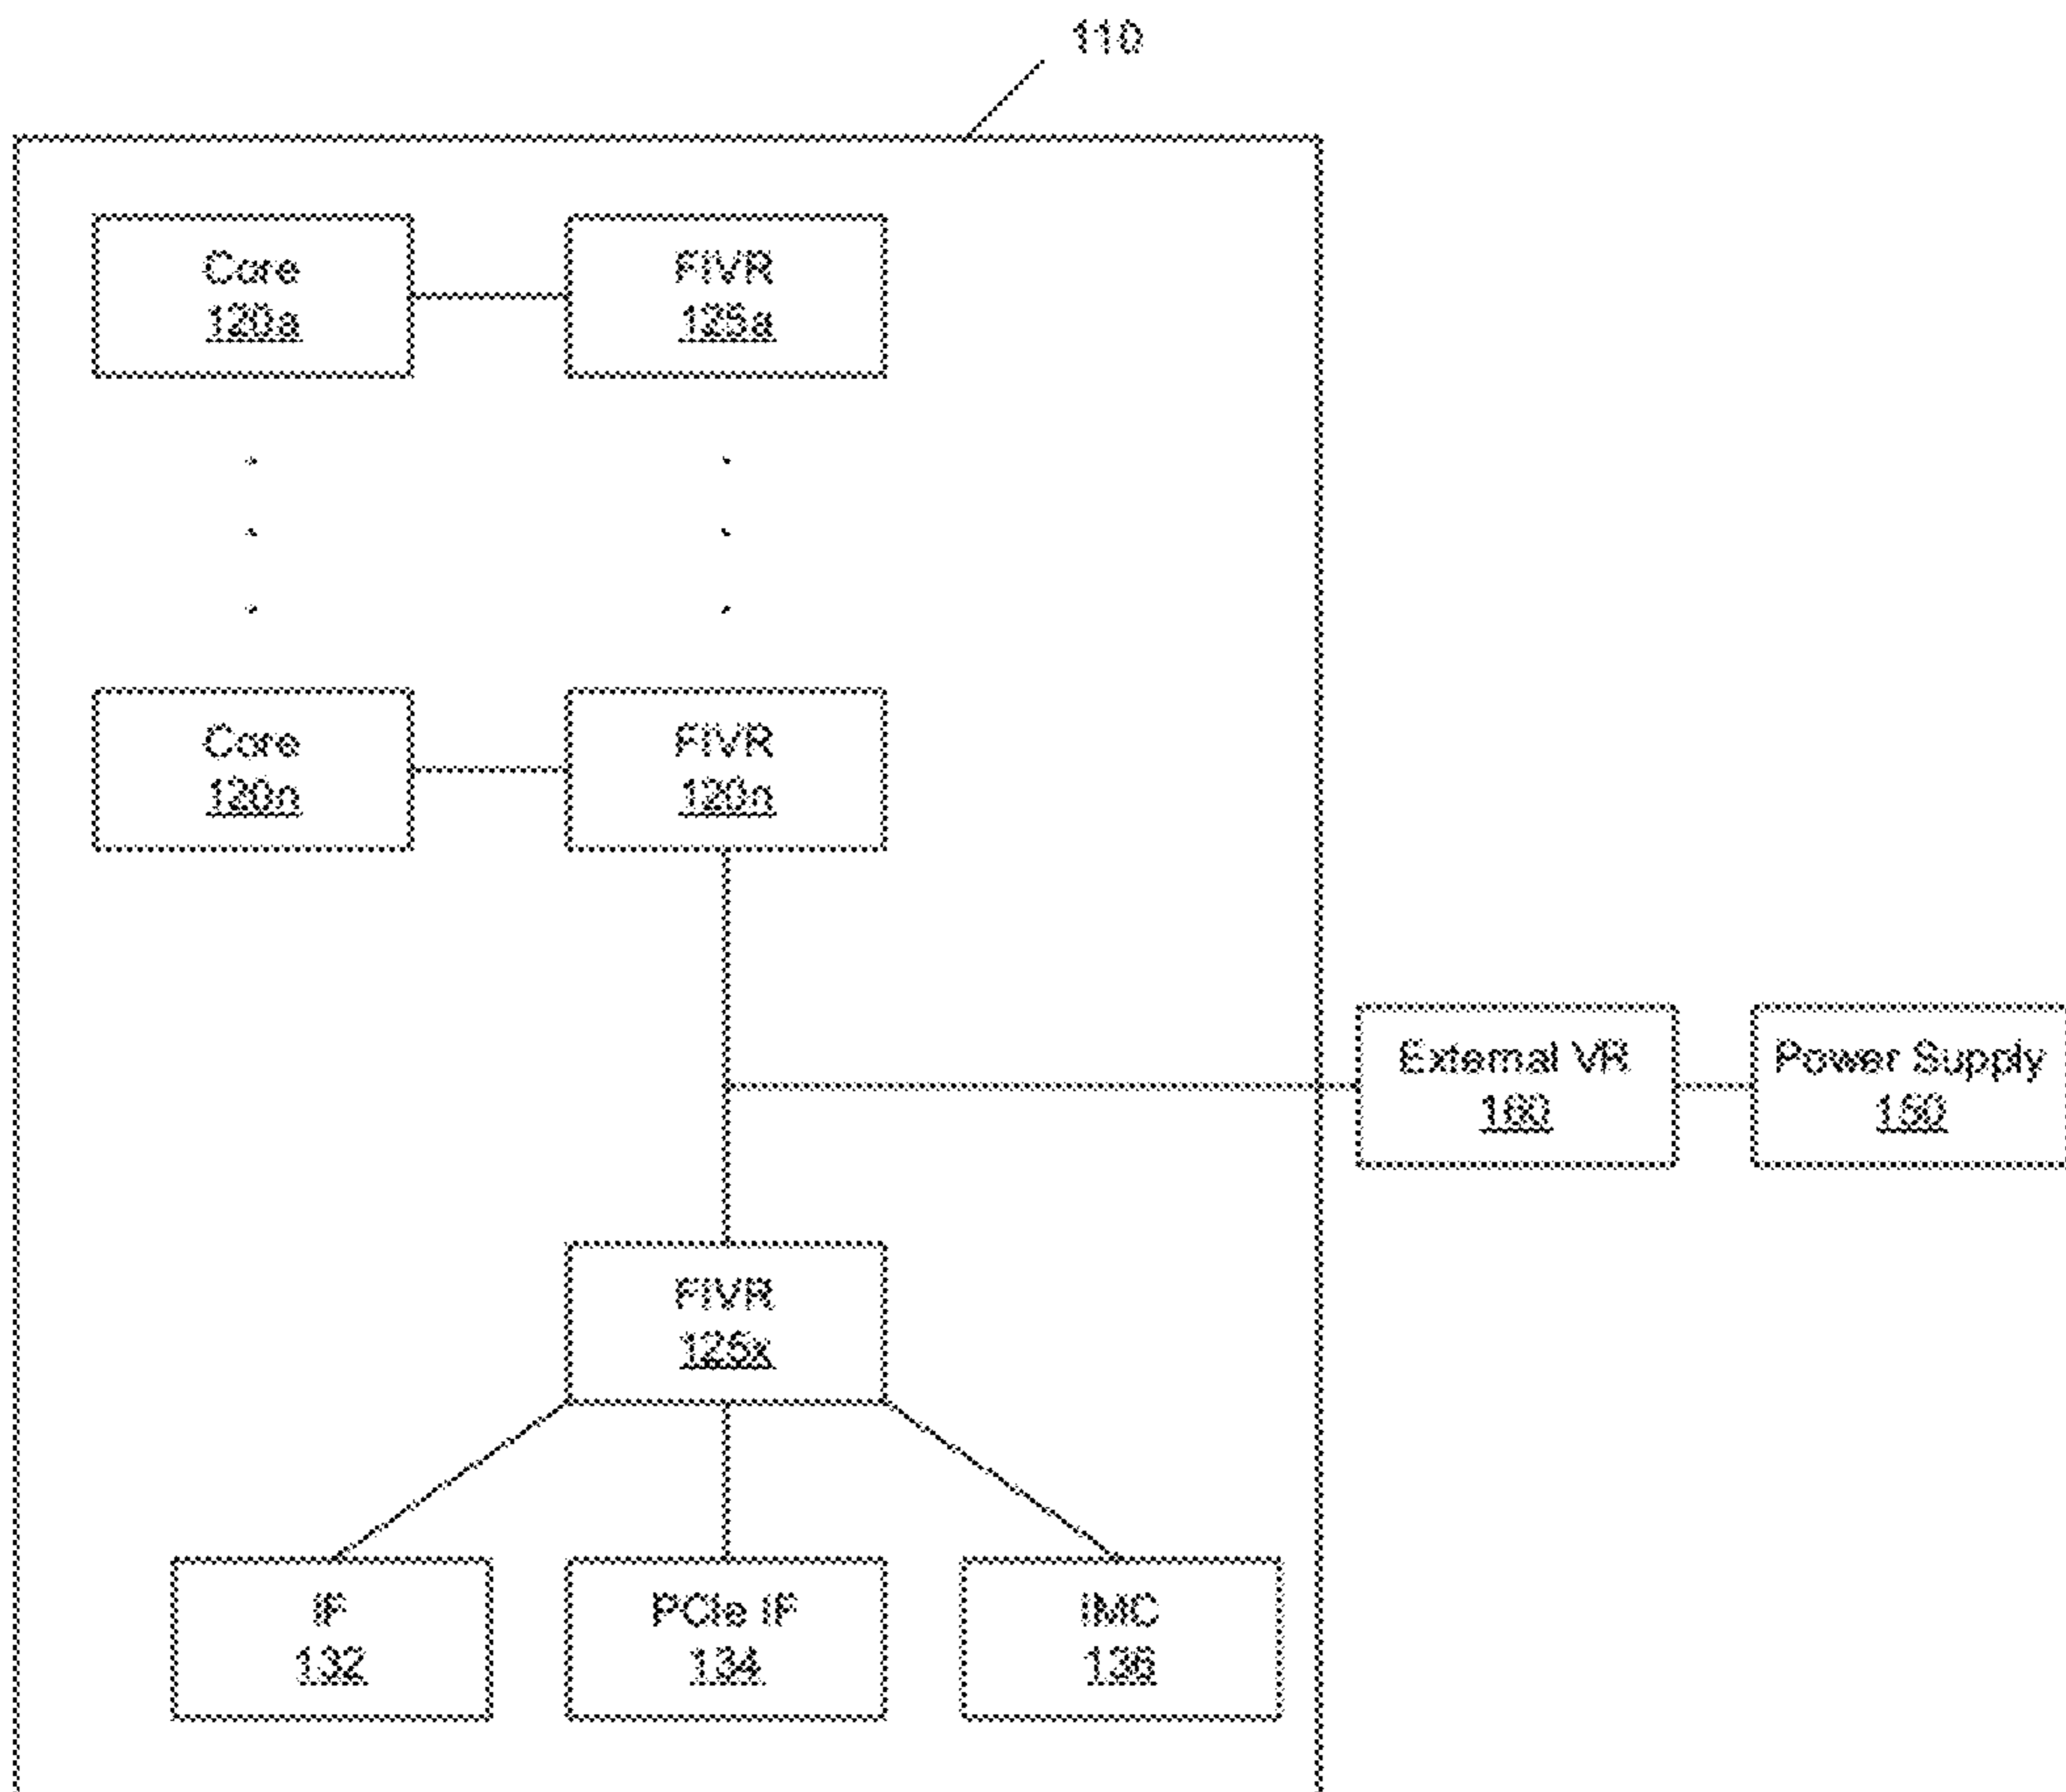 110
Core
120a
FIVR
125a
Core
120n
FIVR
120n
External VR
160
Power Supply
150
FIVR
125x
IF
132
PCIe IF
134
IMC
136